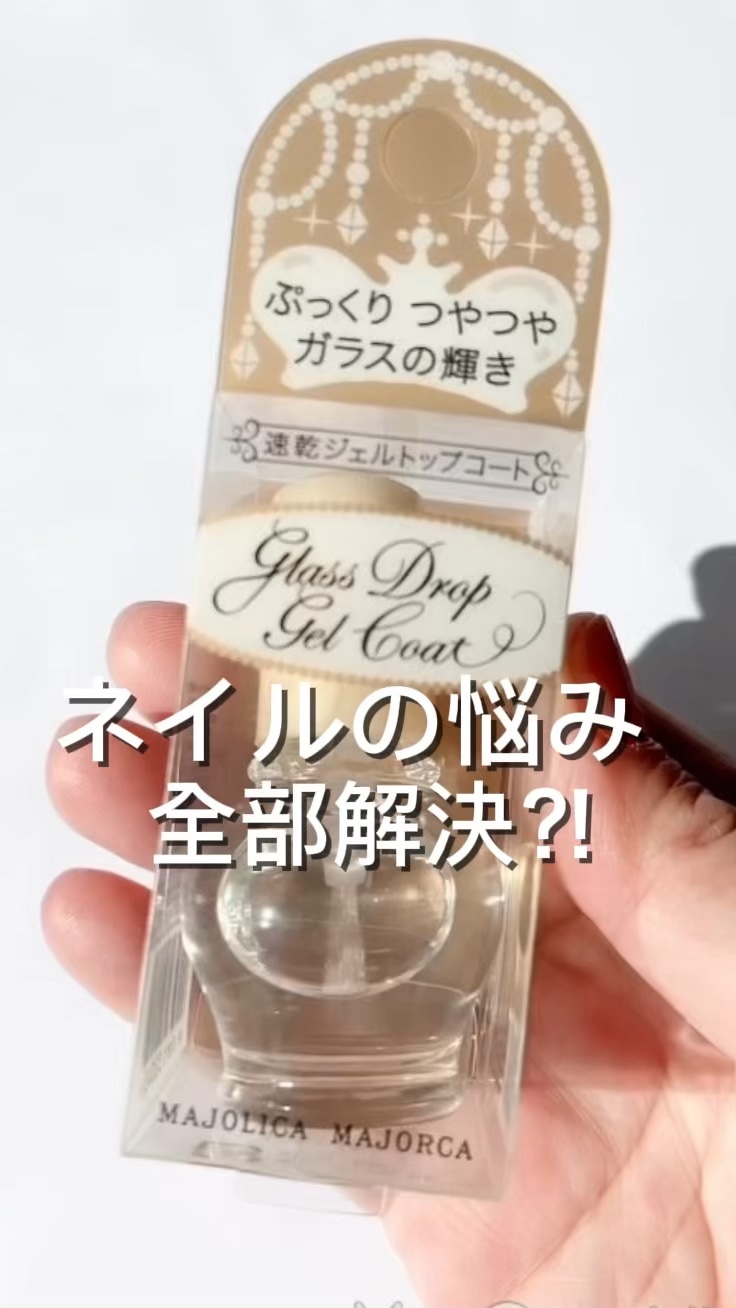 ぷっくり つやつや
ガラスの輝き
速乾ジェルトップコート
Glass Drop
Gel Coat
ネイルの悩み
全部解決?!
MAJOLICA MAJORCA